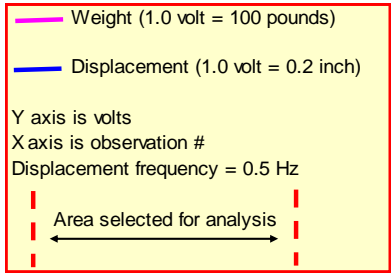 Weight (1.0 volt = 100 pounds)
Displacement (1.0 volt = 0.2 inch)
Y axis is volts
X axis is observation #
Displacement frequency = 0.5 Hz
Area selected for analysis